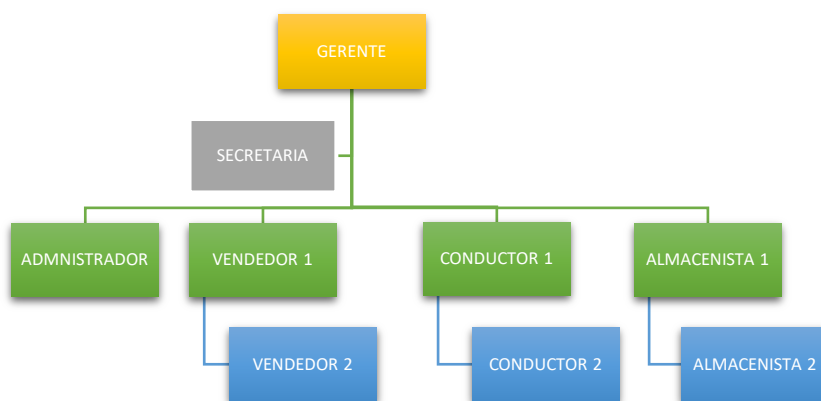 GERENTE
SECRETARIA
ADMNISTRADOR
VENDEDOR 1
CONDUCTOR 1
ALMACENISTA 1
VENDEDOR 2
CONDUCTOR 2
ALMACENISTA 2